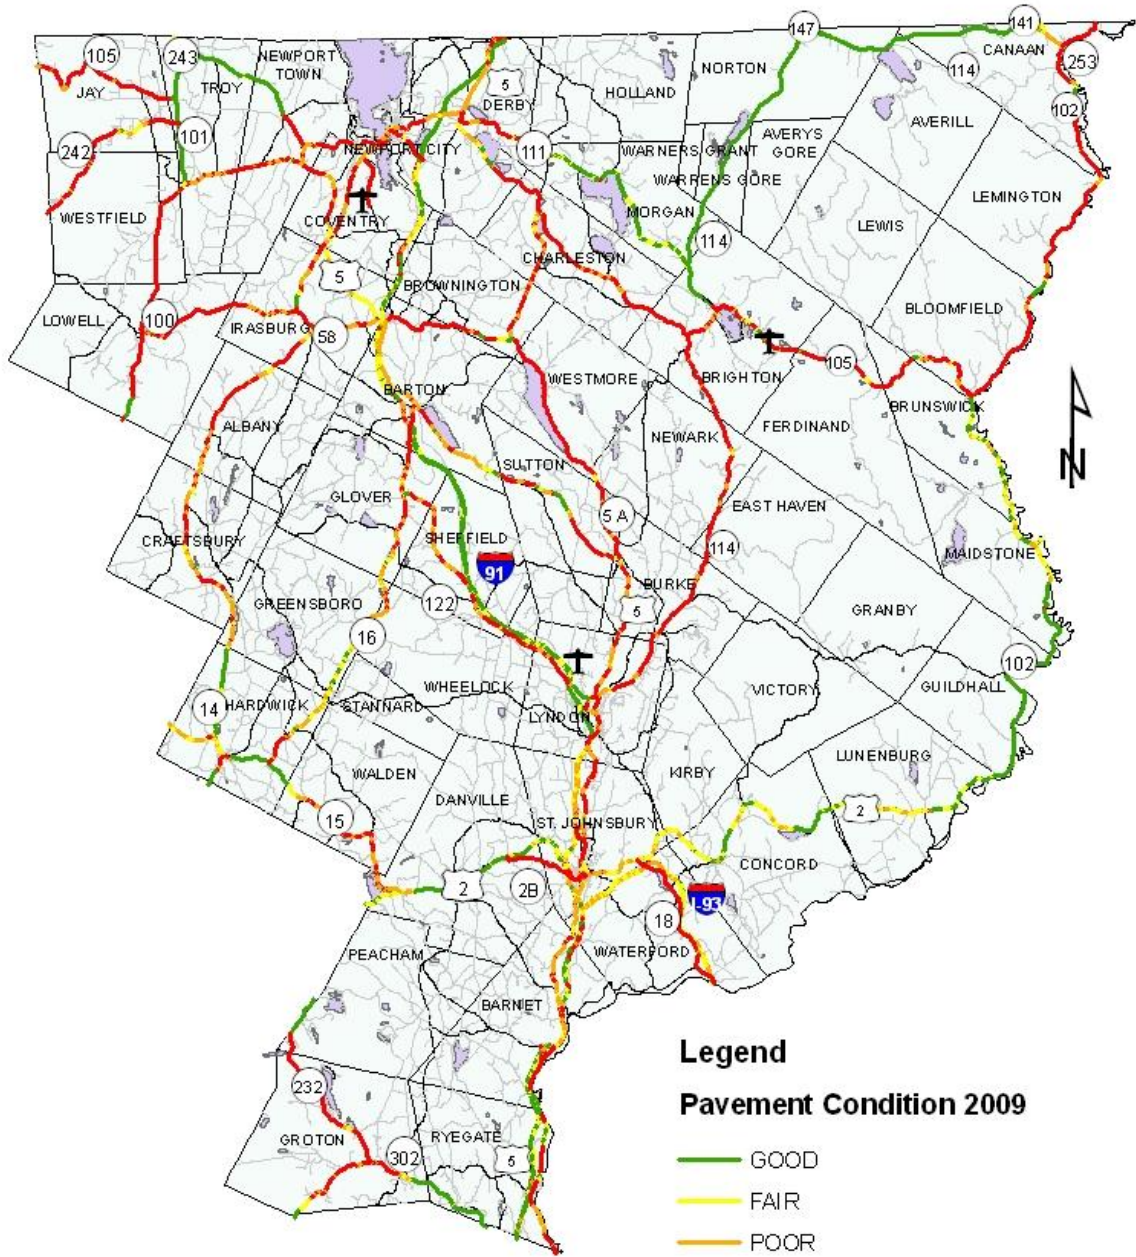 147
141
CANAAN
243
NEWPORT
TOWN
105
5
NORTON
114
253
JAY
TROY
DERBY
HOLLAND
102
AVERILL
101
242
111
AVERYS
GORE
NEWPORT CITY
WARNERS GRANT
WARRENS GORE
LEMINGTON
WESTFIELD
COVENTRY
MORGAN
LEWIS
114
CHARLESTON
5
BROWNINGTON
BLOOMFIELD
LOWELL
100
IRASBURG
58
105
WESTMORE
BRIGHTON
BARTON
BRUNSWICK
ALBANY
NEWARK
FERDINAND
N
SUTTON
GLOVER
EAST HAVEN
5 A
CRAFTSBURY
SHEFFIELD
114
MAIDSTONE
91
BURKE
GREENSBORO
122
5
GRANBY
16
102
WHEELOCK
VICTORY
GUILDHALL
14
HARDWICK
STANNARD
LYNDON
LUNENBURG
WALDEN
KIRBY
DANVILLE
2
15
ST. JOHNSBURY
CONCORD
2
2B
I-93
18
PEACHAM
WATERFORD
BARNET
Legend
232
Pavement Condition 2009
GROTON
RYEGATE
302
5
GOOD
FAIR
POOR